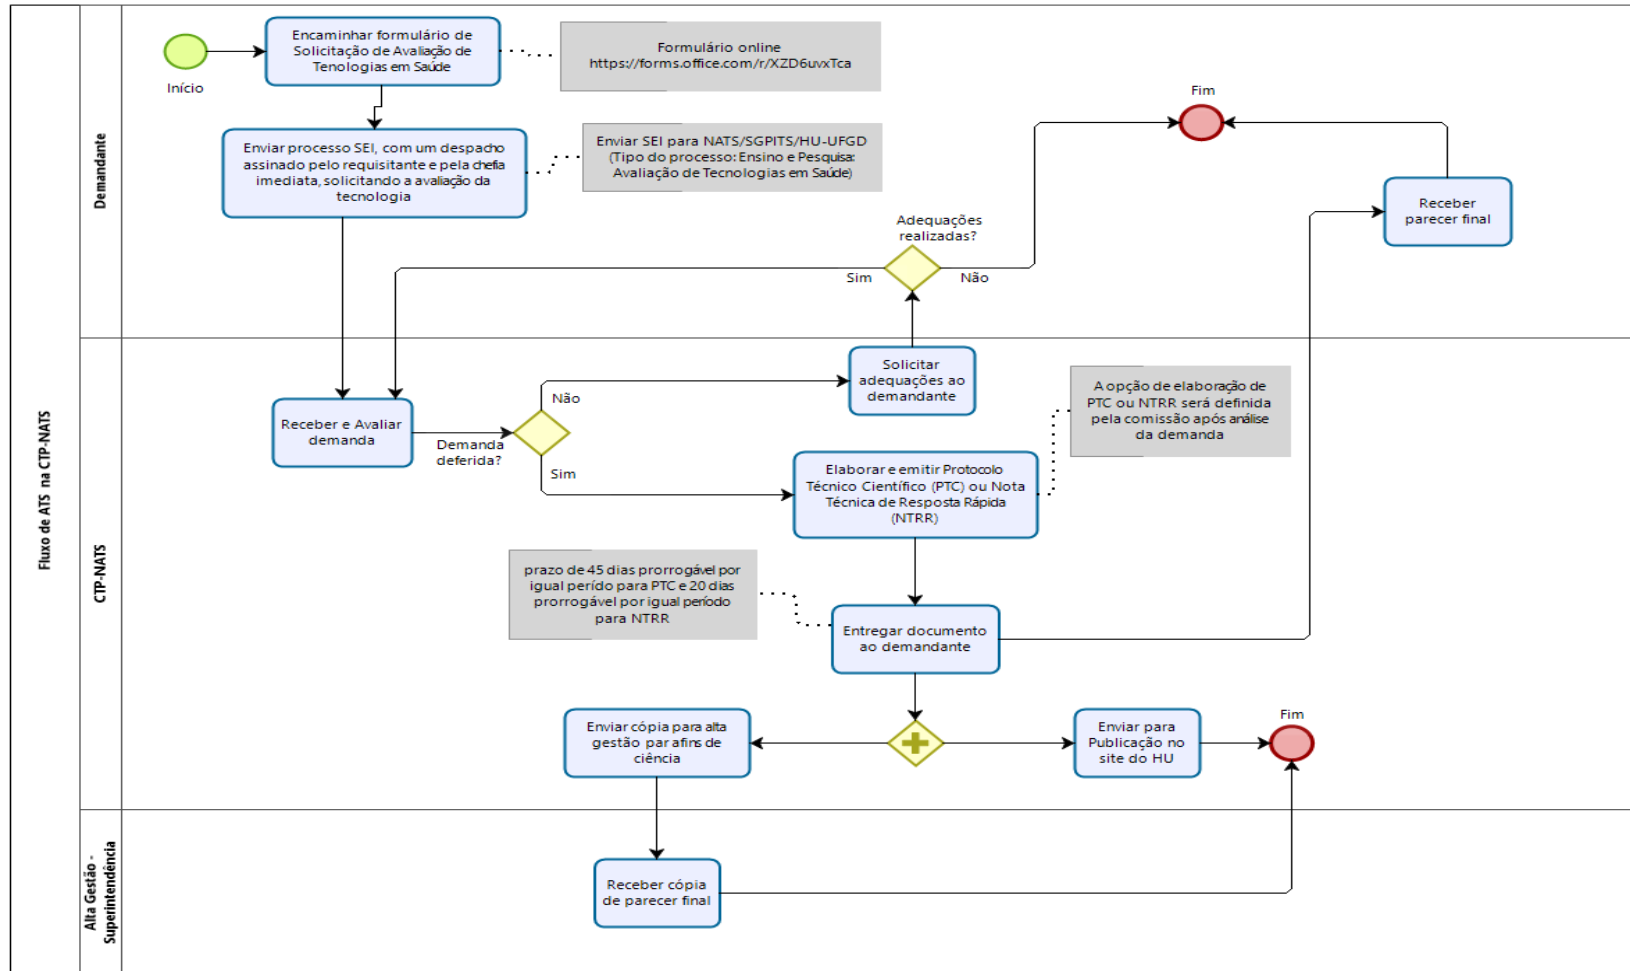 Fluxo de ATS na CTP-NATS
Demandante
Início
Encaminhar formulário de
Solicitação de Avaliação de
Tenologias em Saúde
Formulário online
https://forms.office.com/r/XZD6uvxTca
Enviar processo SEI, com um despacho
assinado pelo requisitante e pela chefia
imediata, solicitando a avaliação da
tecnologia
Enviar SEI para NATS/SGPITS/HU-UFGD
(Tipo do processo: Ensino e Pesquisa:
Avaliação de Tecnologias em Saúde)
Fim
Receber
parecer final
Adequações
realizadas?
Sim
Não
CTP-NATS
Receber e Avaliar
demanda
Demanda
deferida?
Não
Sim
Solicitar
adequações ao
demandante
A opção de elaboração de
PTC ou NTRR será definida
pela comissão após análise
da demanda
Elaborar e emitir Protocolo
Técnico Científico (PTC) ou Nota
Técnica de Resposta Rápida
(NTRR)
prazo de 45 dias prorrogável por
igual perído para PTC e 20 dias
prorrogável por igual período
para NTRR
Entregar documento
ao demandante
Enviar cópia para alta
gestão par afins de
ciência
Enviar para
Publicação no
site do HU
Fim
Alta Gestão -
Superintendência
Receber cópia
de parecer final